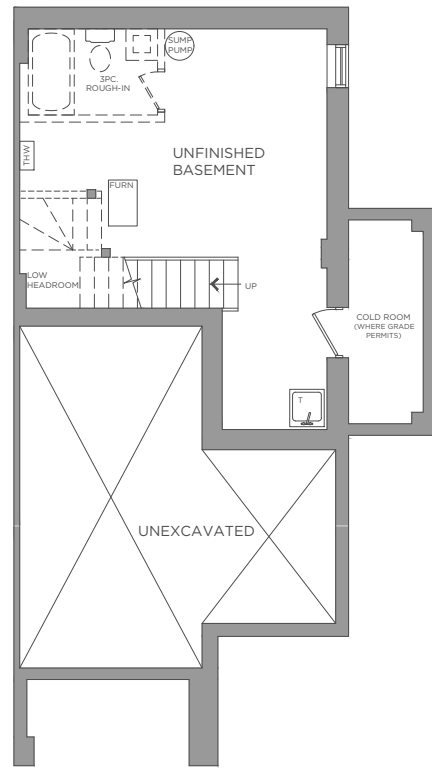 SUMP
PUMP
3PC.
ROUGH-IN
THW
UNFINISHED
BASEMENT
FURN
LOW
HEADROOM
UP
COLD ROOM
(WHERE GRADE
PERMITS)
T
UNEXCAVATED